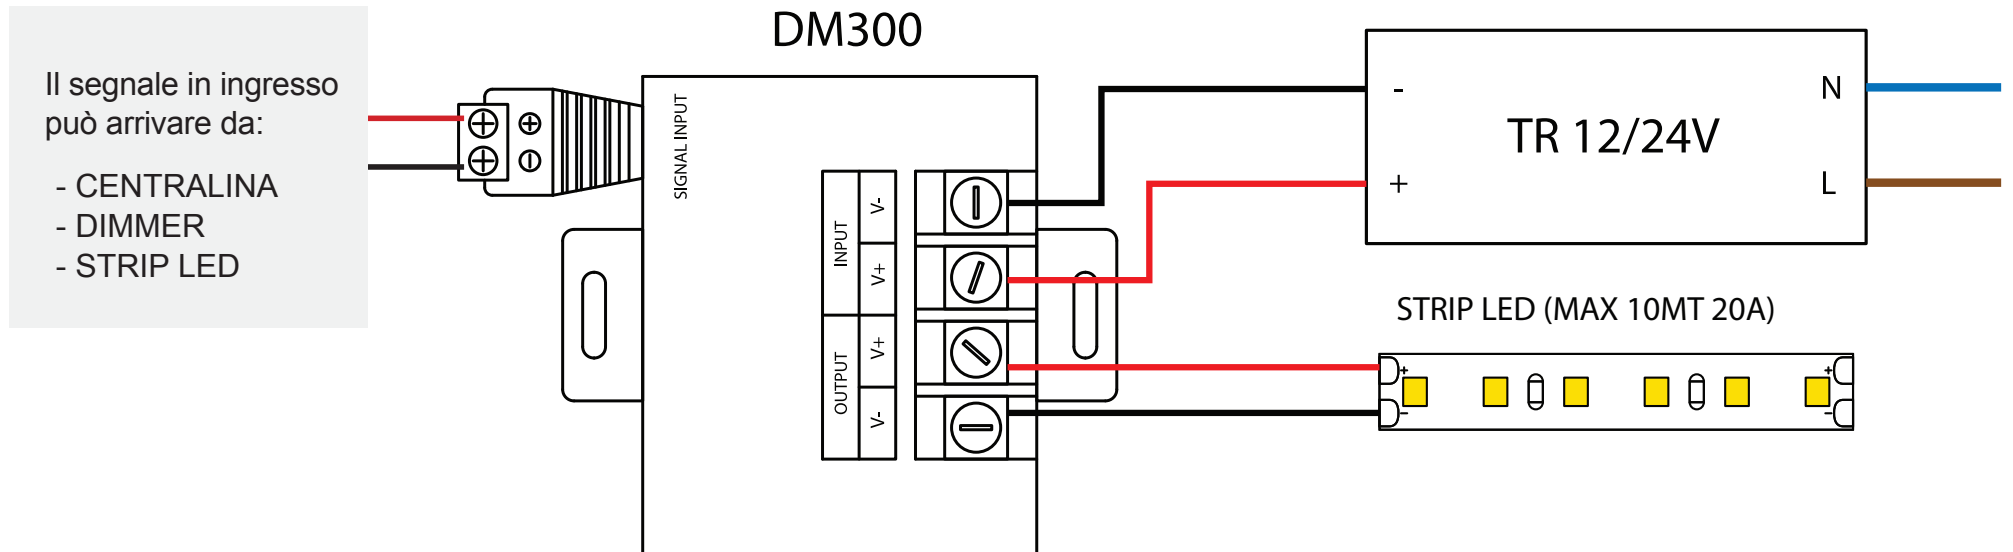 DM300
Il segnale in ingresso
può arrivare da:
- CENTRALINA
- DIMMER
- STRIP LED
SIGNAL INPUT
INPUT
V-
V+
OUTPUT
V+
V-
-
+
TR 12/24V
N
L
STRIP LED (MAX 10MT 20A)
+
-
+
-